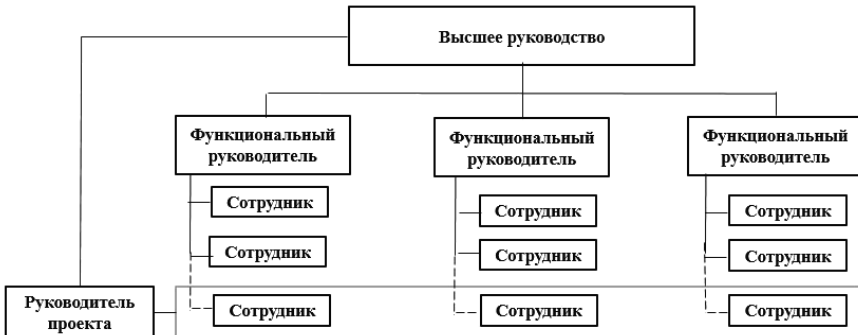 Высшее руководство
Функциональный
руководитель
Функциональный
руководитель
Функциональный
руководитель
Сотрудник
Сотрудник
Сотрудник
Сотрудник
Сотрудник
Сотрудник
Руководитель
проекта
Сотрудник
Сотрудник
Сотрудник